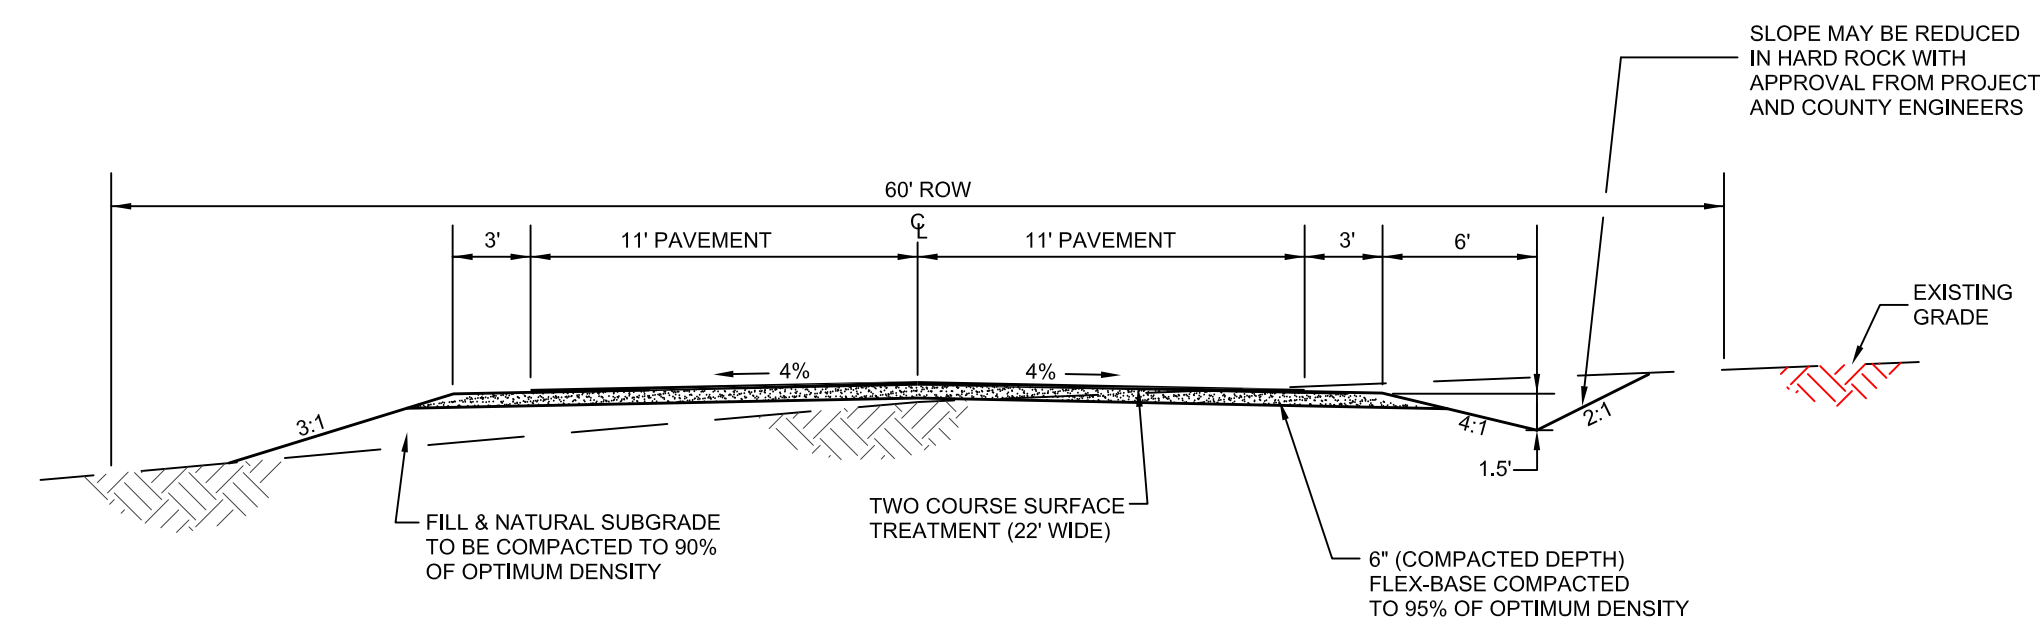 SLOPE MAY BE REDUCED
IN HARD ROCK WITH
APPROVAL FROM PROJECT
AND COUNTY ENGINEERS
60' ROW
℄
3'
11' PAVEMENT
11' PAVEMENT
3'
6'
EXISTING
GRADE
4%
4%
3:1
4:1
2:1
1.5'
TWO COURSE SURFACE
TREATMENT (22' WIDE)
FILL & NATURAL SUBGRADE
TO BE COMPACTED TO 90%
OF OPTIMUM DENSITY
6" (COMPACTED DEPTH)
FLEX-BASE COMPACTED
TO 95% OF OPTIMUM DENSITY